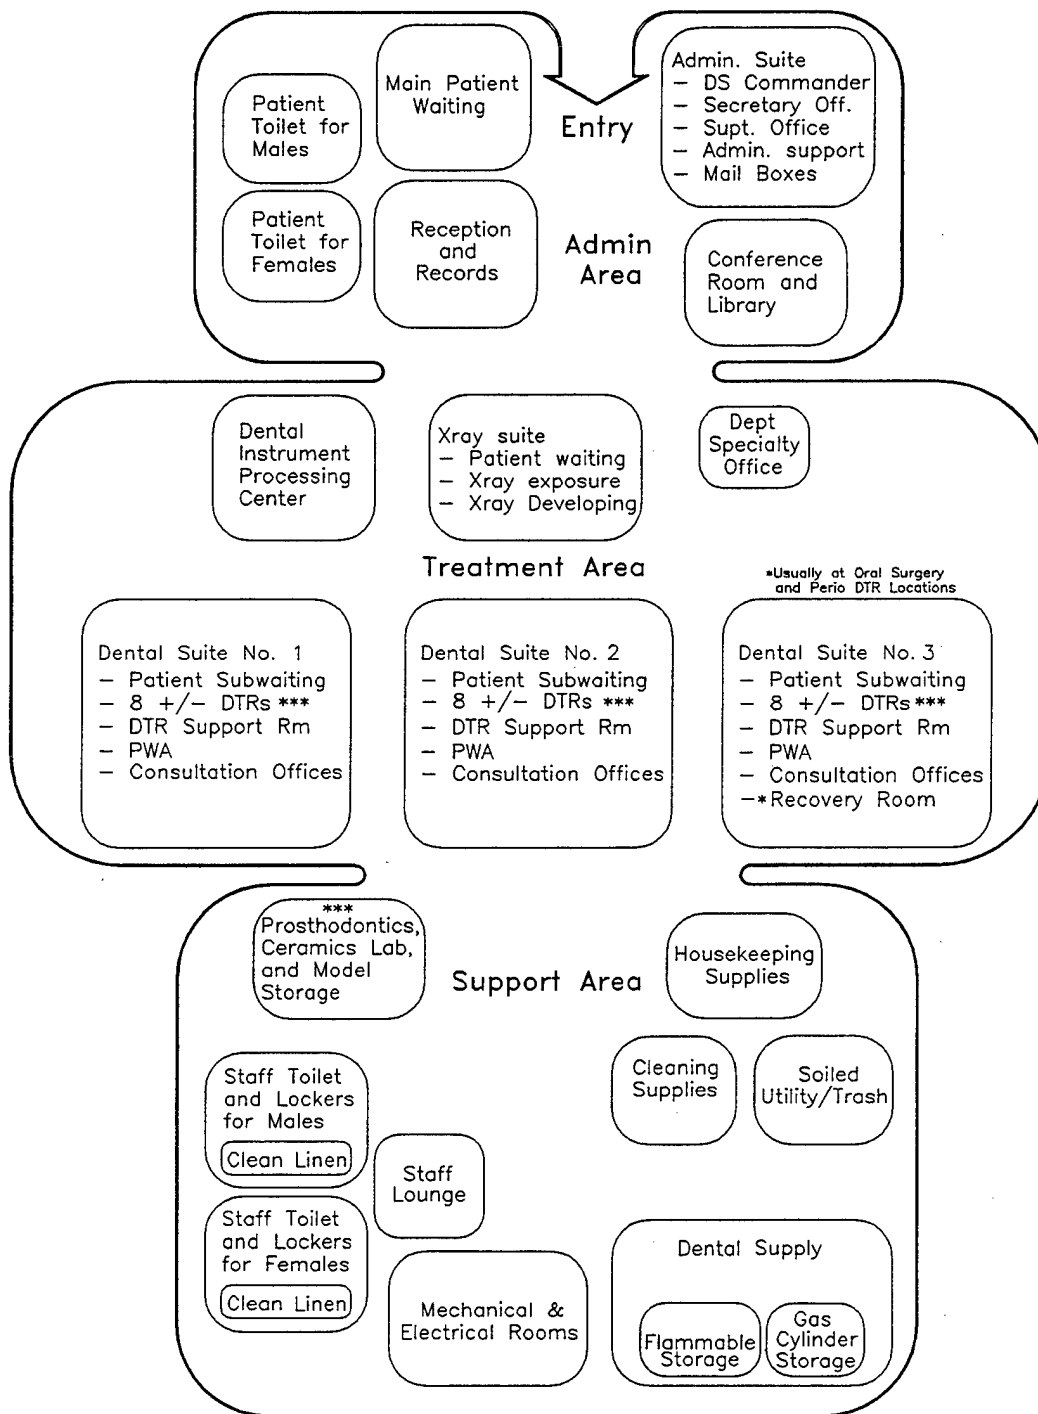 Main Patient
Waiting
Patient
Toilet for
Males
Entry
Admin. Suite
– DS Commander
– Secretary Off.
– Supt. Office
– Admin. support
– Mail Boxes
Patient
Toilet for
Females
Reception
and
Records
Admin
Area
Conference
Room and
Library
Dental
Instrument
Processing
Center
Xray suite
– Patient waiting
– Xray exposure
– Xray Developing
Dept
Specialty
Office
Treatment Area
*Usually at Oral Surgery
and Perio DTR Locations
Dental Suite No. 1
– Patient Subwaiting
– 8 +/– DTRs ***
– DTR Support Rm
– PWA
– Consultation Offices
Dental Suite No. 2
– Patient Subwaiting
– 8 +/– DTRs ***
– DTR Support Rm
– PWA
– Consultation Offices
Dental Suite No. 3
– Patient Subwaiting
– 8 +/– DTRs ***
– DTR Support Rm
– PWA
– Consultation Offices
–*Recovery Room
***
Prosthodontics,
Ceramics Lab,
and Model
Storage
Support Area
Housekeeping
Supplies
Cleaning
Supplies
Soiled
Utility/Trash
Staff Toilet
and Lockers
for Males
Clean Linen
Staff
Lounge
Staff Toilet
and Lockers
for Females
Clean Linen
Mechanical &
Electrical Rooms
Dental Supply
Flammable
Storage
Gas
Cylinder
Storage